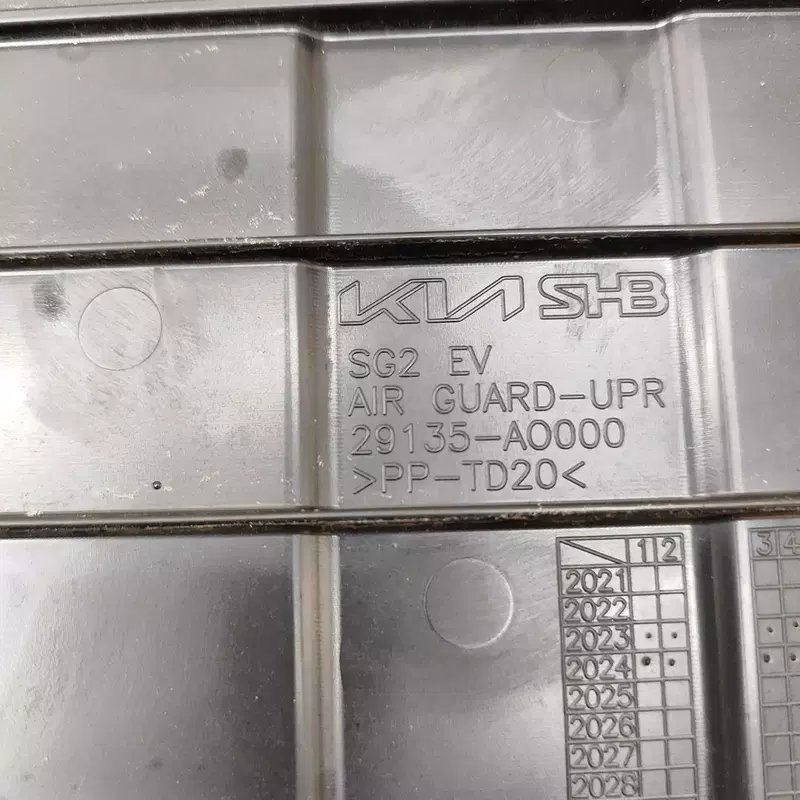 KIA SHB
SG2 EV
AIR GUARD-UPR
29135-AO000
>PP-TD20<
1 2 3 4
2021
2022
2023
2024
2025
2026
2027
2028